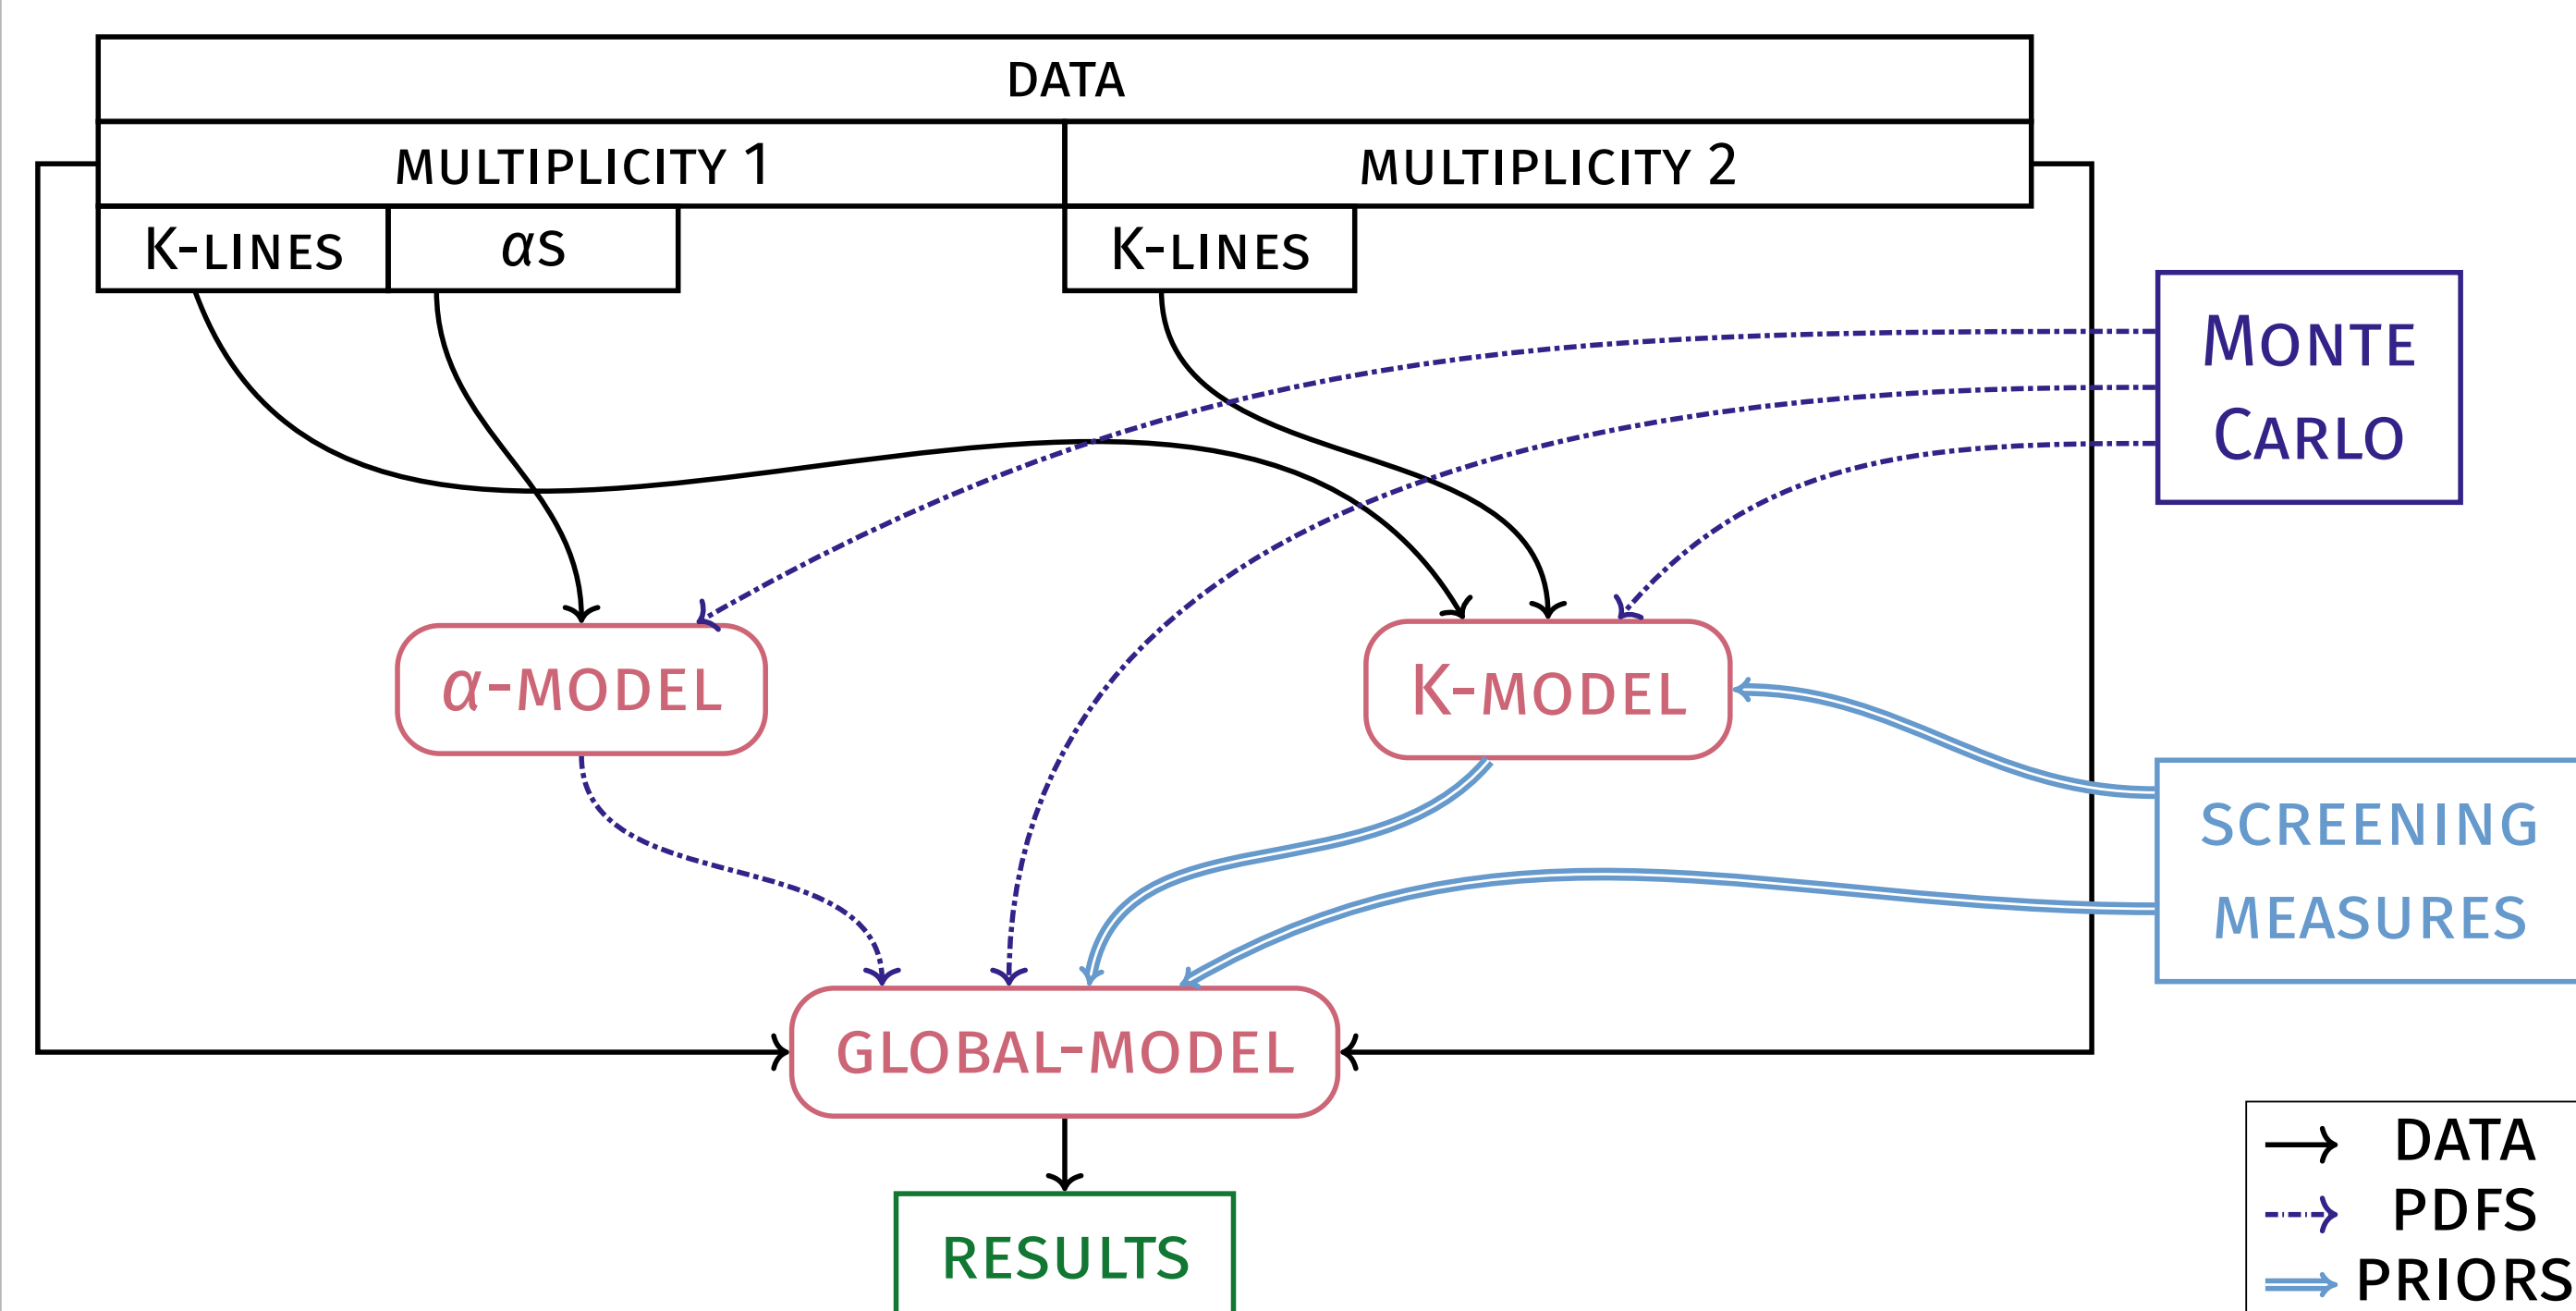 DATA
MULTIPLICITY 1
MULTIPLICITY 2
K-LINES
αS
K-LINES
MONTE
CARLO
α-MODEL
K-MODEL
SCREENING
MEASURES
GLOBAL-MODEL
RESULTS
DATA
PDFS
PRIORS